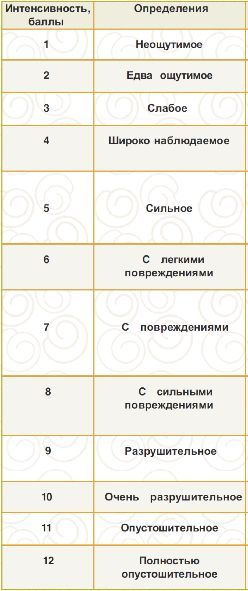 Интенсивность, Определения
баллы
1 Неощутимое
2 Едва ощутимое
3 Слабое
4 Широко наблюдаемое
5 Сильное
6 С легкими
повреждениями
7 С повреждениями
8 С сильными
повреждениями
9 Разрушительное
10 Очень разрушительное
11 Опустошительное
12 Полностью
опустошительное